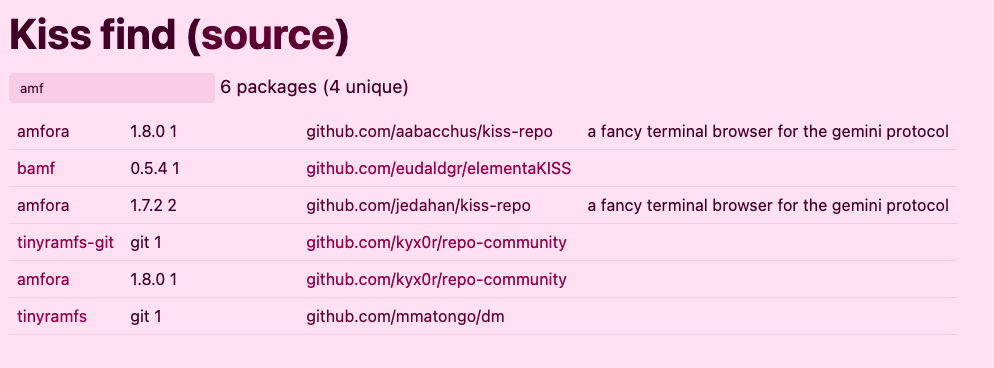 Kiss find (source)
amf 6 packages (4 unique)
amfora 1.8.0 1 github.com/aabacchus/kiss-repo a fancy terminal browser for the gemini protocol
bamf 0.5.4 1 github.com/eudaldgr/elementaKISS
amfora 1.7.2 2 github.com/jedahan/kiss-repo a fancy terminal browser for the gemini protocol
tinyramfs-git git 1 github.com/kyx0r/repo-community
amfora 1.8.0 1 github.com/kyx0r/repo-community
tinyramfs git 1 github.com/mmatongo/dm